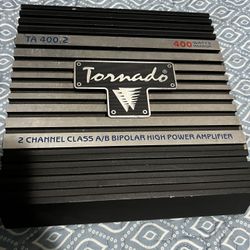 TA 400.2
400 WATTS
Tornado®
2 CHANNEL CLASS A/B BIPOLAR HIGH POWER AMPLIFIER